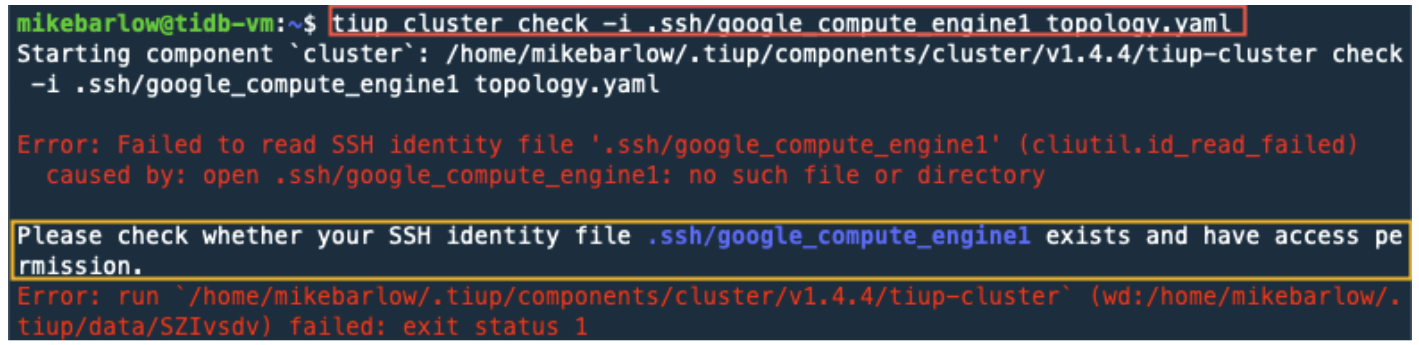 mikebarlow@tidb-vm:~$ tiup cluster check -i .ssh/google_compute_engine1 topology.yaml
Starting component `cluster`: /home/mikebarlow/.tiup/components/cluster/v1.4.4/tiup-cluster check
 -i .ssh/google_compute_engine1 topology.yaml
Error: Failed to read SSH identity file '.ssh/google_compute_engine1' (cliutil.id_read_failed)
  caused by: open .ssh/google_compute_engine1: no such file or directory
Please check whether your SSH identity file .ssh/google_compute_engine1 exists and have access pe
rmission.
Error: run `/home/mikebarlow/.tiup/components/cluster/v1.4.4/tiup-cluster` (wd:/home/mikebarlow/.
tiup/data/SZIvsdv) failed: exit status 1